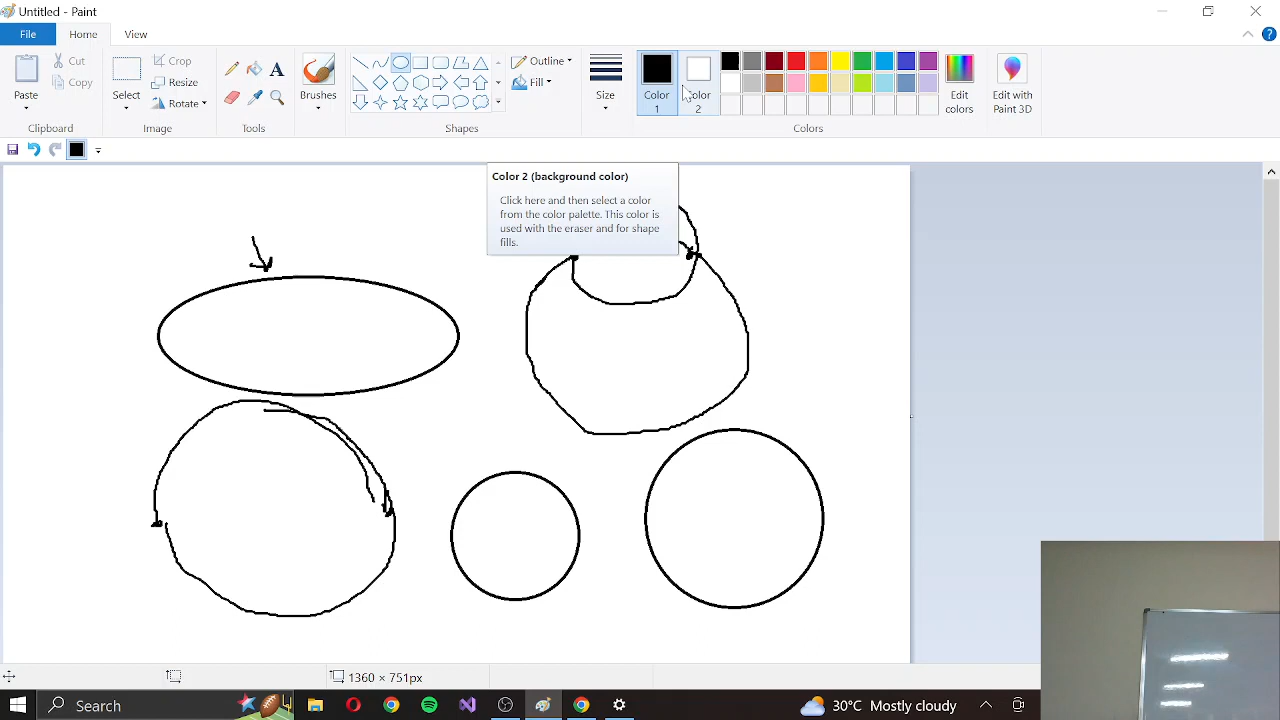 Untitled - Paint
File
Home
View
Paste
Cut
Copy
Clipboard
Select
Crop
Resize
Rotate
Image
Tools
Brushes
Shapes
Outline
Fill
Size
Color
1
Color
2
Colors
Edit
colors
Edit with
Paint 3D
Color 2 (background color)
Click here and then select a color
from the color palette. This color is
used with the eraser and for shape
fills.
1360 × 751px
Search
30°C Mostly cloudy